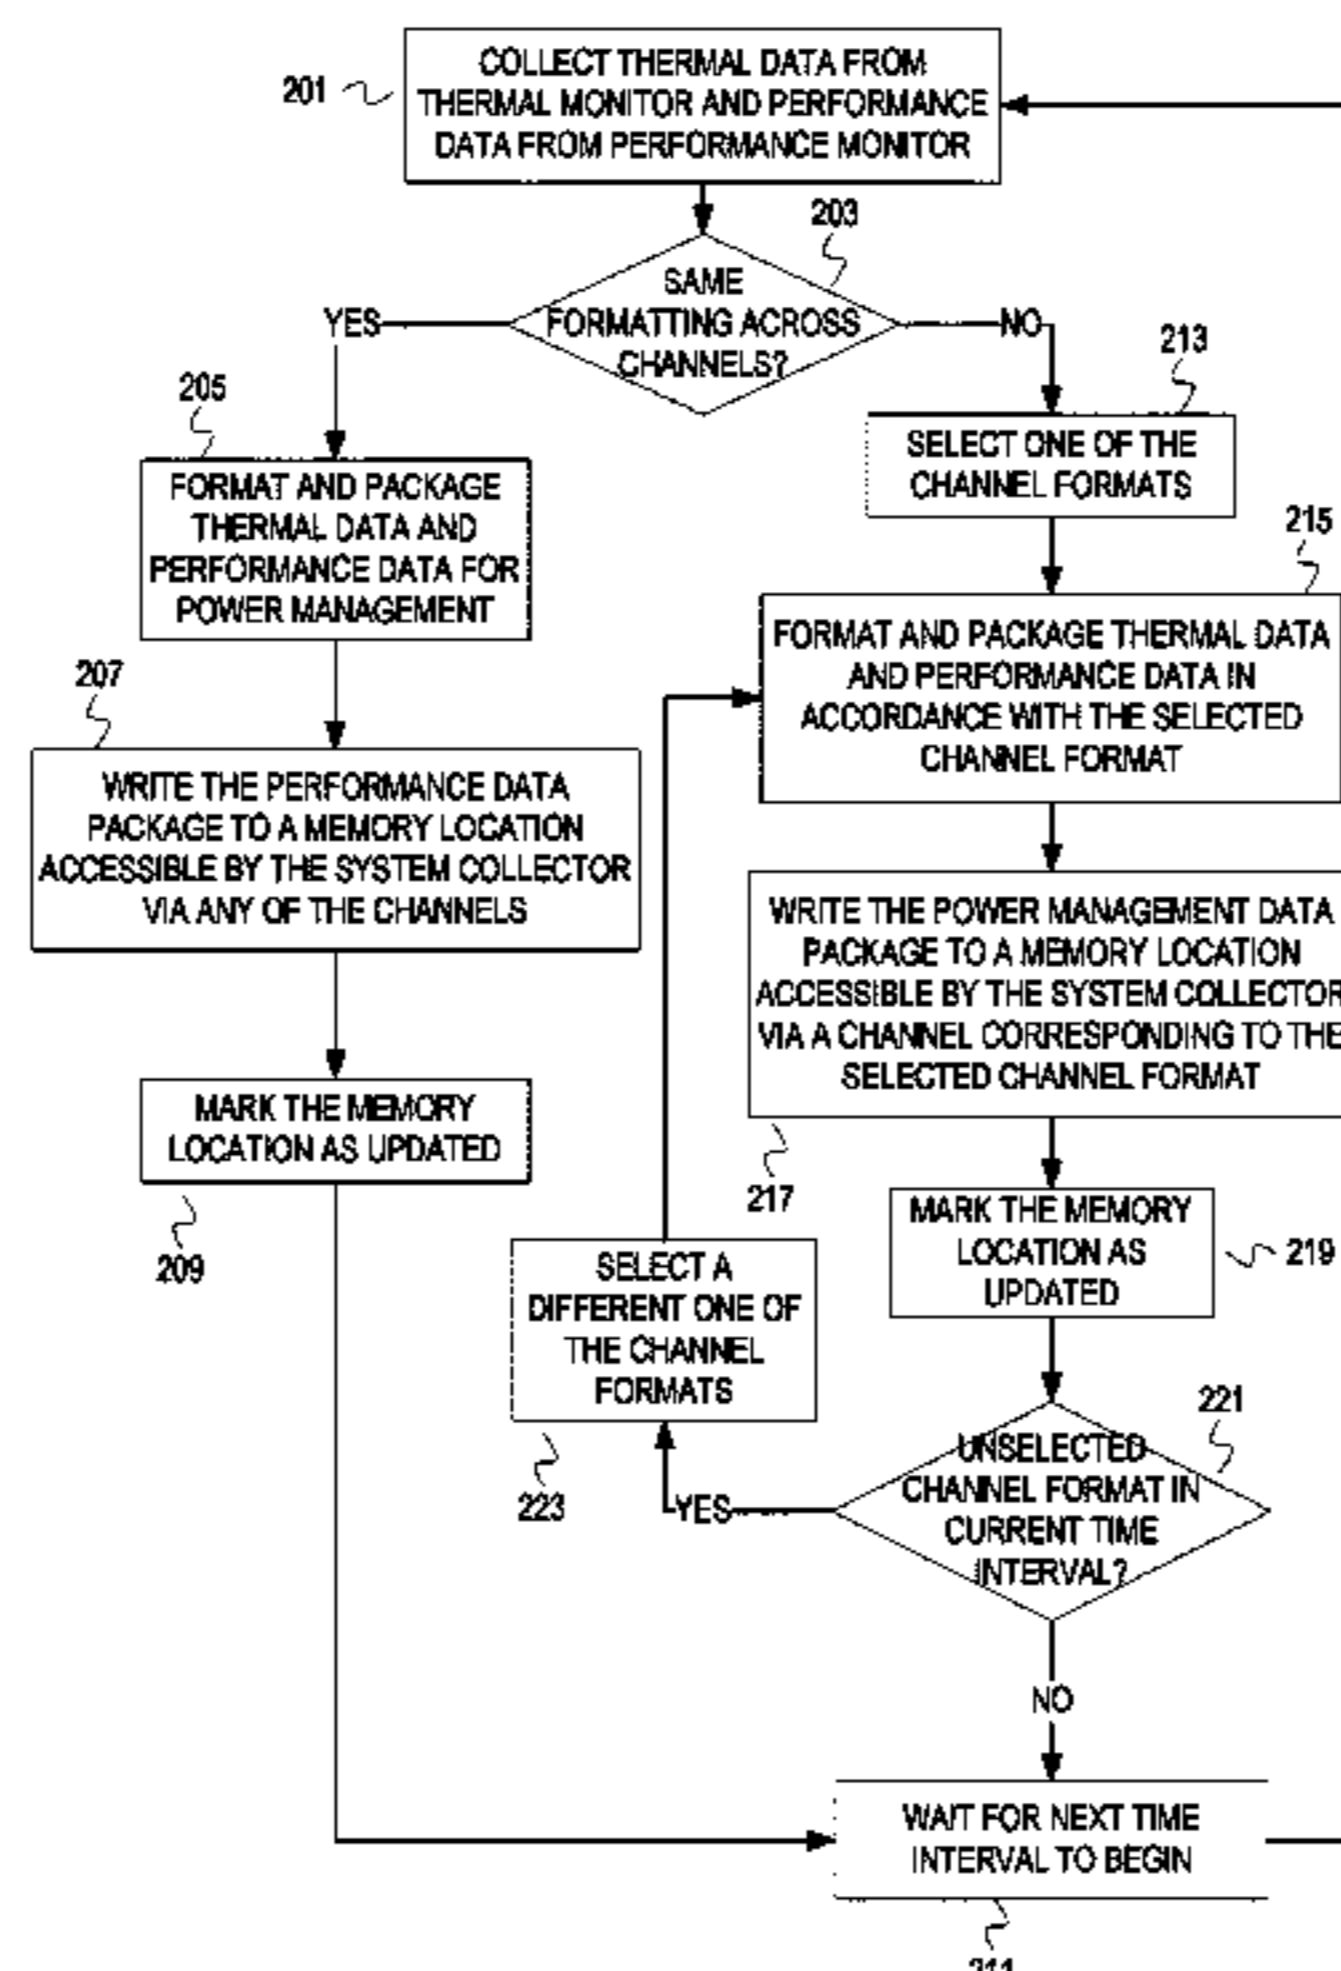 201
COLLECT THERMAL DATA FROM
THERMAL MONITOR AND PERFORMANCE
DATA FROM PERFORMANCE MONITOR
203
SAME
FORMATTING ACROSS
CHANNELS?
YES
NO
205
FORMAT AND PACKAGE
THERMAL DATA AND
PERFORMANCE DATA FOR
POWER MANAGEMENT
207
WRITE THE PERFORMANCE DATA
PACKAGE TO A MEMORY LOCATION
ACCESSIBLE BY THE SYSTEM COLLECTOR
VIA ANY OF THE CHANNELS
MARK THE MEMORY
LOCATION AS UPDATED
209
213
SELECT ONE OF THE
CHANNEL FORMATS
215
FORMAT AND PACKAGE THERMAL DATA
AND PERFORMANCE DATA IN
ACCORDANCE WITH THE SELECTED
CHANNEL FORMAT
WRITE THE POWER MANAGEMENT DATA
PACKAGE TO A MEMORY LOCATION
ACCESSIBLE BY THE SYSTEM COLLECTOR
VIA A CHANNEL CORRESPONDING TO THE
SELECTED CHANNEL FORMAT
217
MARK THE MEMORY
LOCATION AS
UPDATED
219
SELECT A
DIFFERENT ONE OF
THE CHANNEL
FORMATS
223
221
UNSELECTED
CHANNEL FORMAT IN
CURRENT TIME
INTERVAL?
YES
NO
WAIT FOR NEXT TIME
INTERVAL TO BEGIN
211